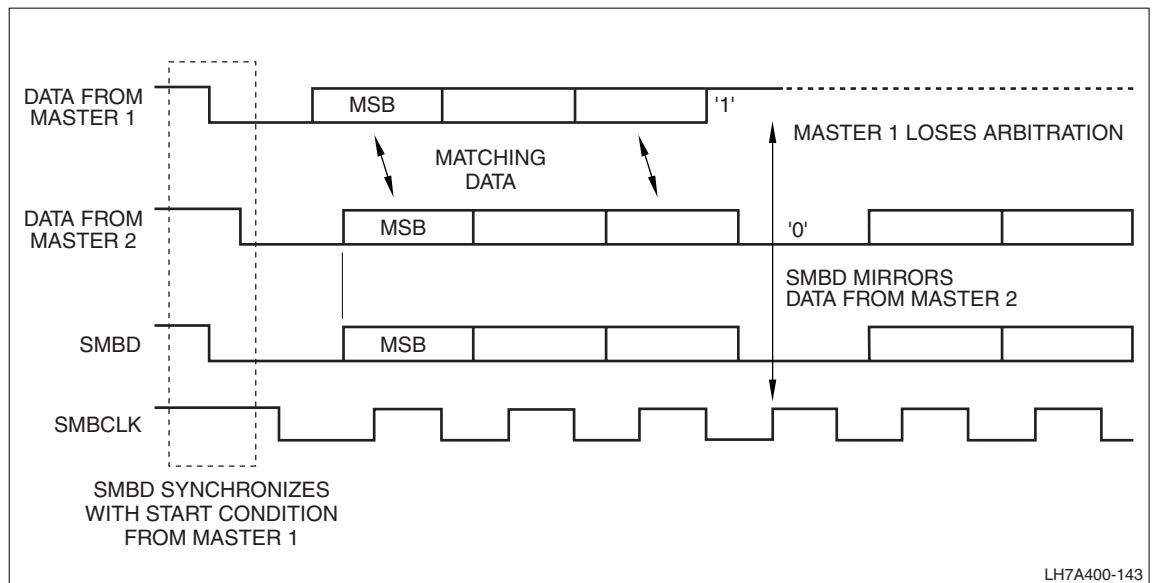 DATA FROM
MASTER 1
MSB
'1'
MASTER 1 LOSES ARBITRATION
MATCHING
DATA
DATA FROM
MASTER 2
MSB
'0'
SMBD MIRRORS
DATA FROM MASTER 2
SMBD
MSB
SMBCLK
SMBD SYNCHRONIZES
WITH START CONDITION
FROM MASTER 1
LH7A400-143